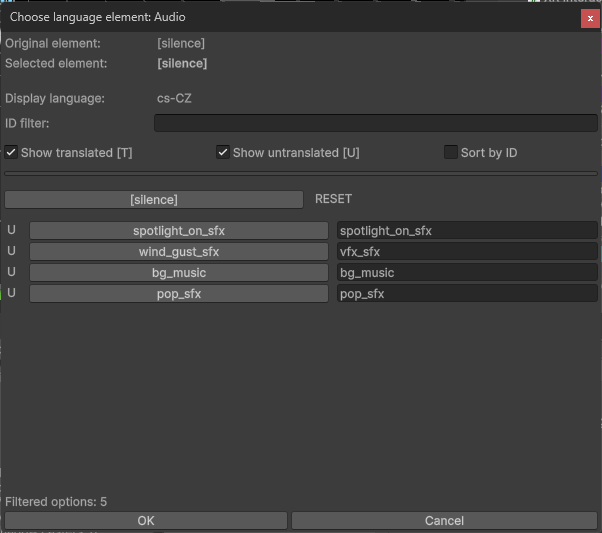 Choose language element: Audio
x
Original element: [silence]
Selected element: [silence]
Display language: cs-CZ
ID filter:
Show translated [T] Show untranslated [U] Sort by ID
[silence] RESET
U spotlight_on_sfx spotlight_on_sfx
U wind_gust_sfx vfx_sfx
U bg_music bg_music
U pop_sfx pop_sfx
Filtered options: 5
OK Cancel